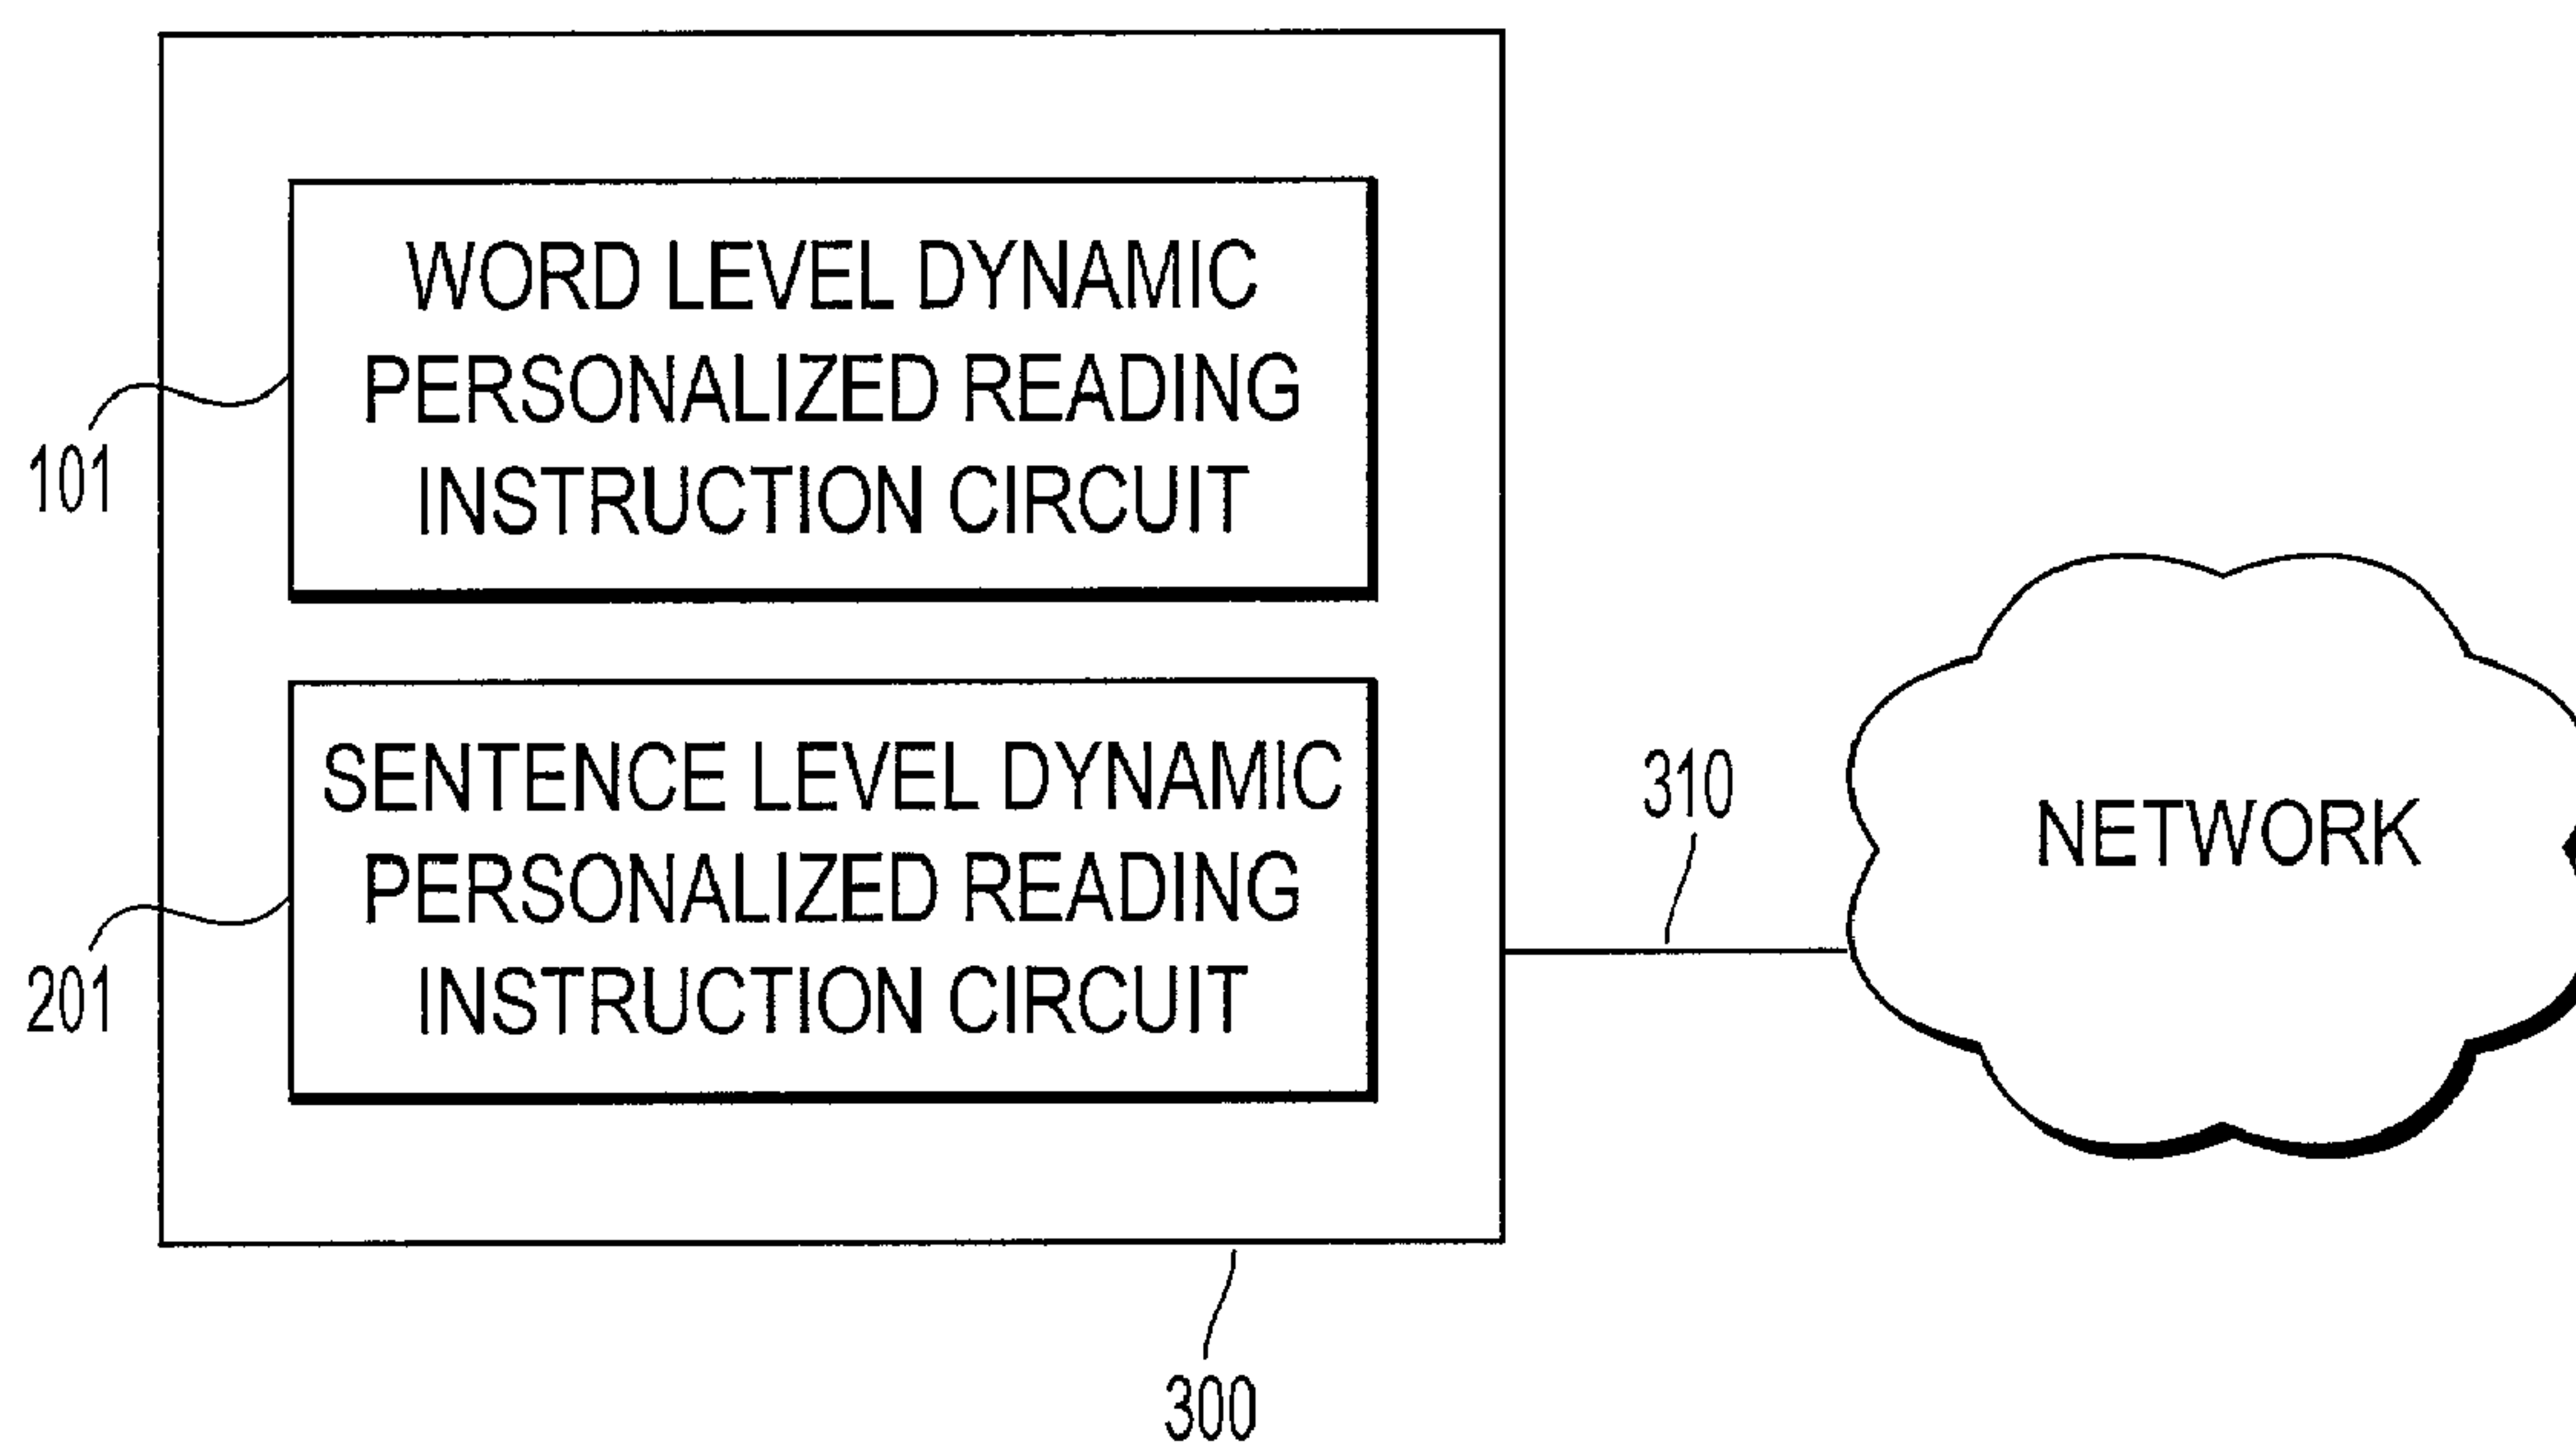 WORD LEVEL DYNAMIC
PERSONALIZED READING
INSTRUCTION CIRCUIT
101
SENTENCE LEVEL DYNAMIC
PERSONALIZED READING
INSTRUCTION CIRCUIT
201
310
NETWORK
300